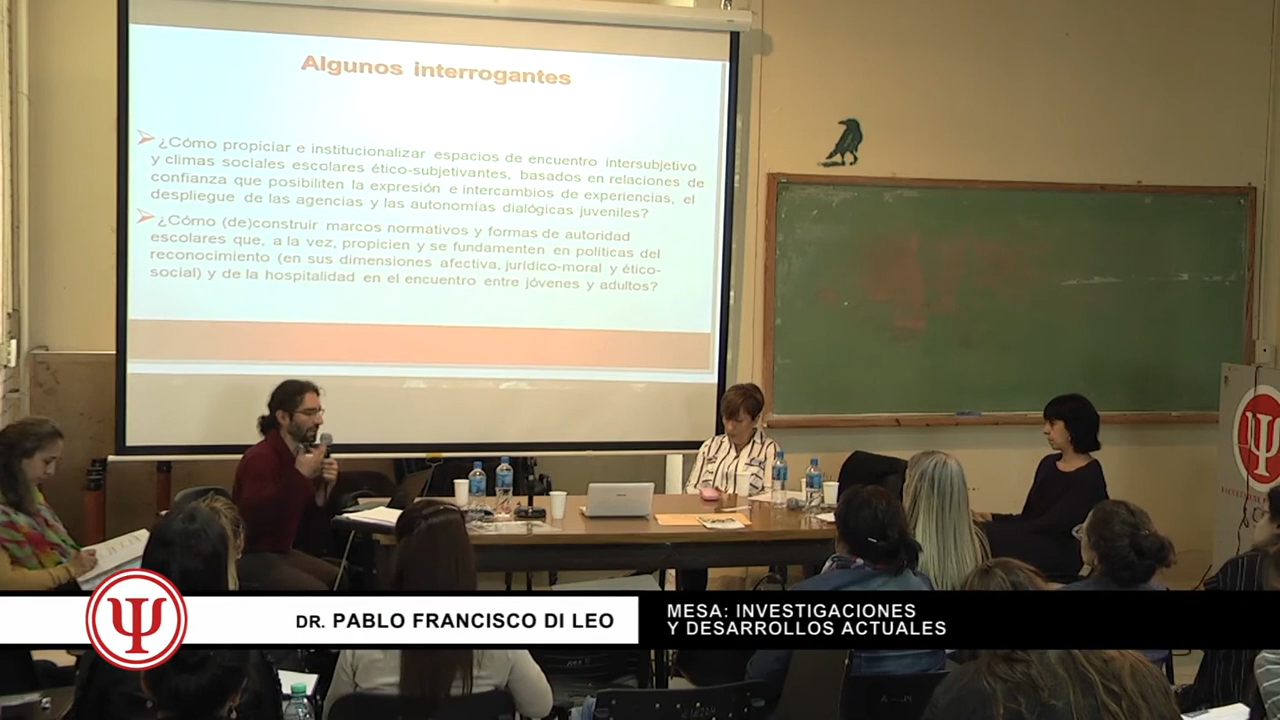 Algunos interrogantes
¿Cómo propiciar e institucionalizar espacios de encuentro intersubjetivo
y climas sociales escolares ético-subjetivantes, basados en relaciones de
confianza que posibiliten la expresión e intercambios de experiencias, el
despliegue de las agencias y las autonomías dialógicas juveniles?
¿Cómo (de)construir marcos normativos y formas de autoridad
escolares que, a la vez, propicien y se fundamenten en políticas del
reconocimiento (en sus dimensiones afectiva, jurídico-moral y ético-
social) y de la hospitalidad en el encuentro entre jóvenes y adultos?
Ψ
Ψ
DR. PABLO FRANCISCO DI LEO
MESA: INVESTIGACIONES
Y DESARROLLOS ACTUALES